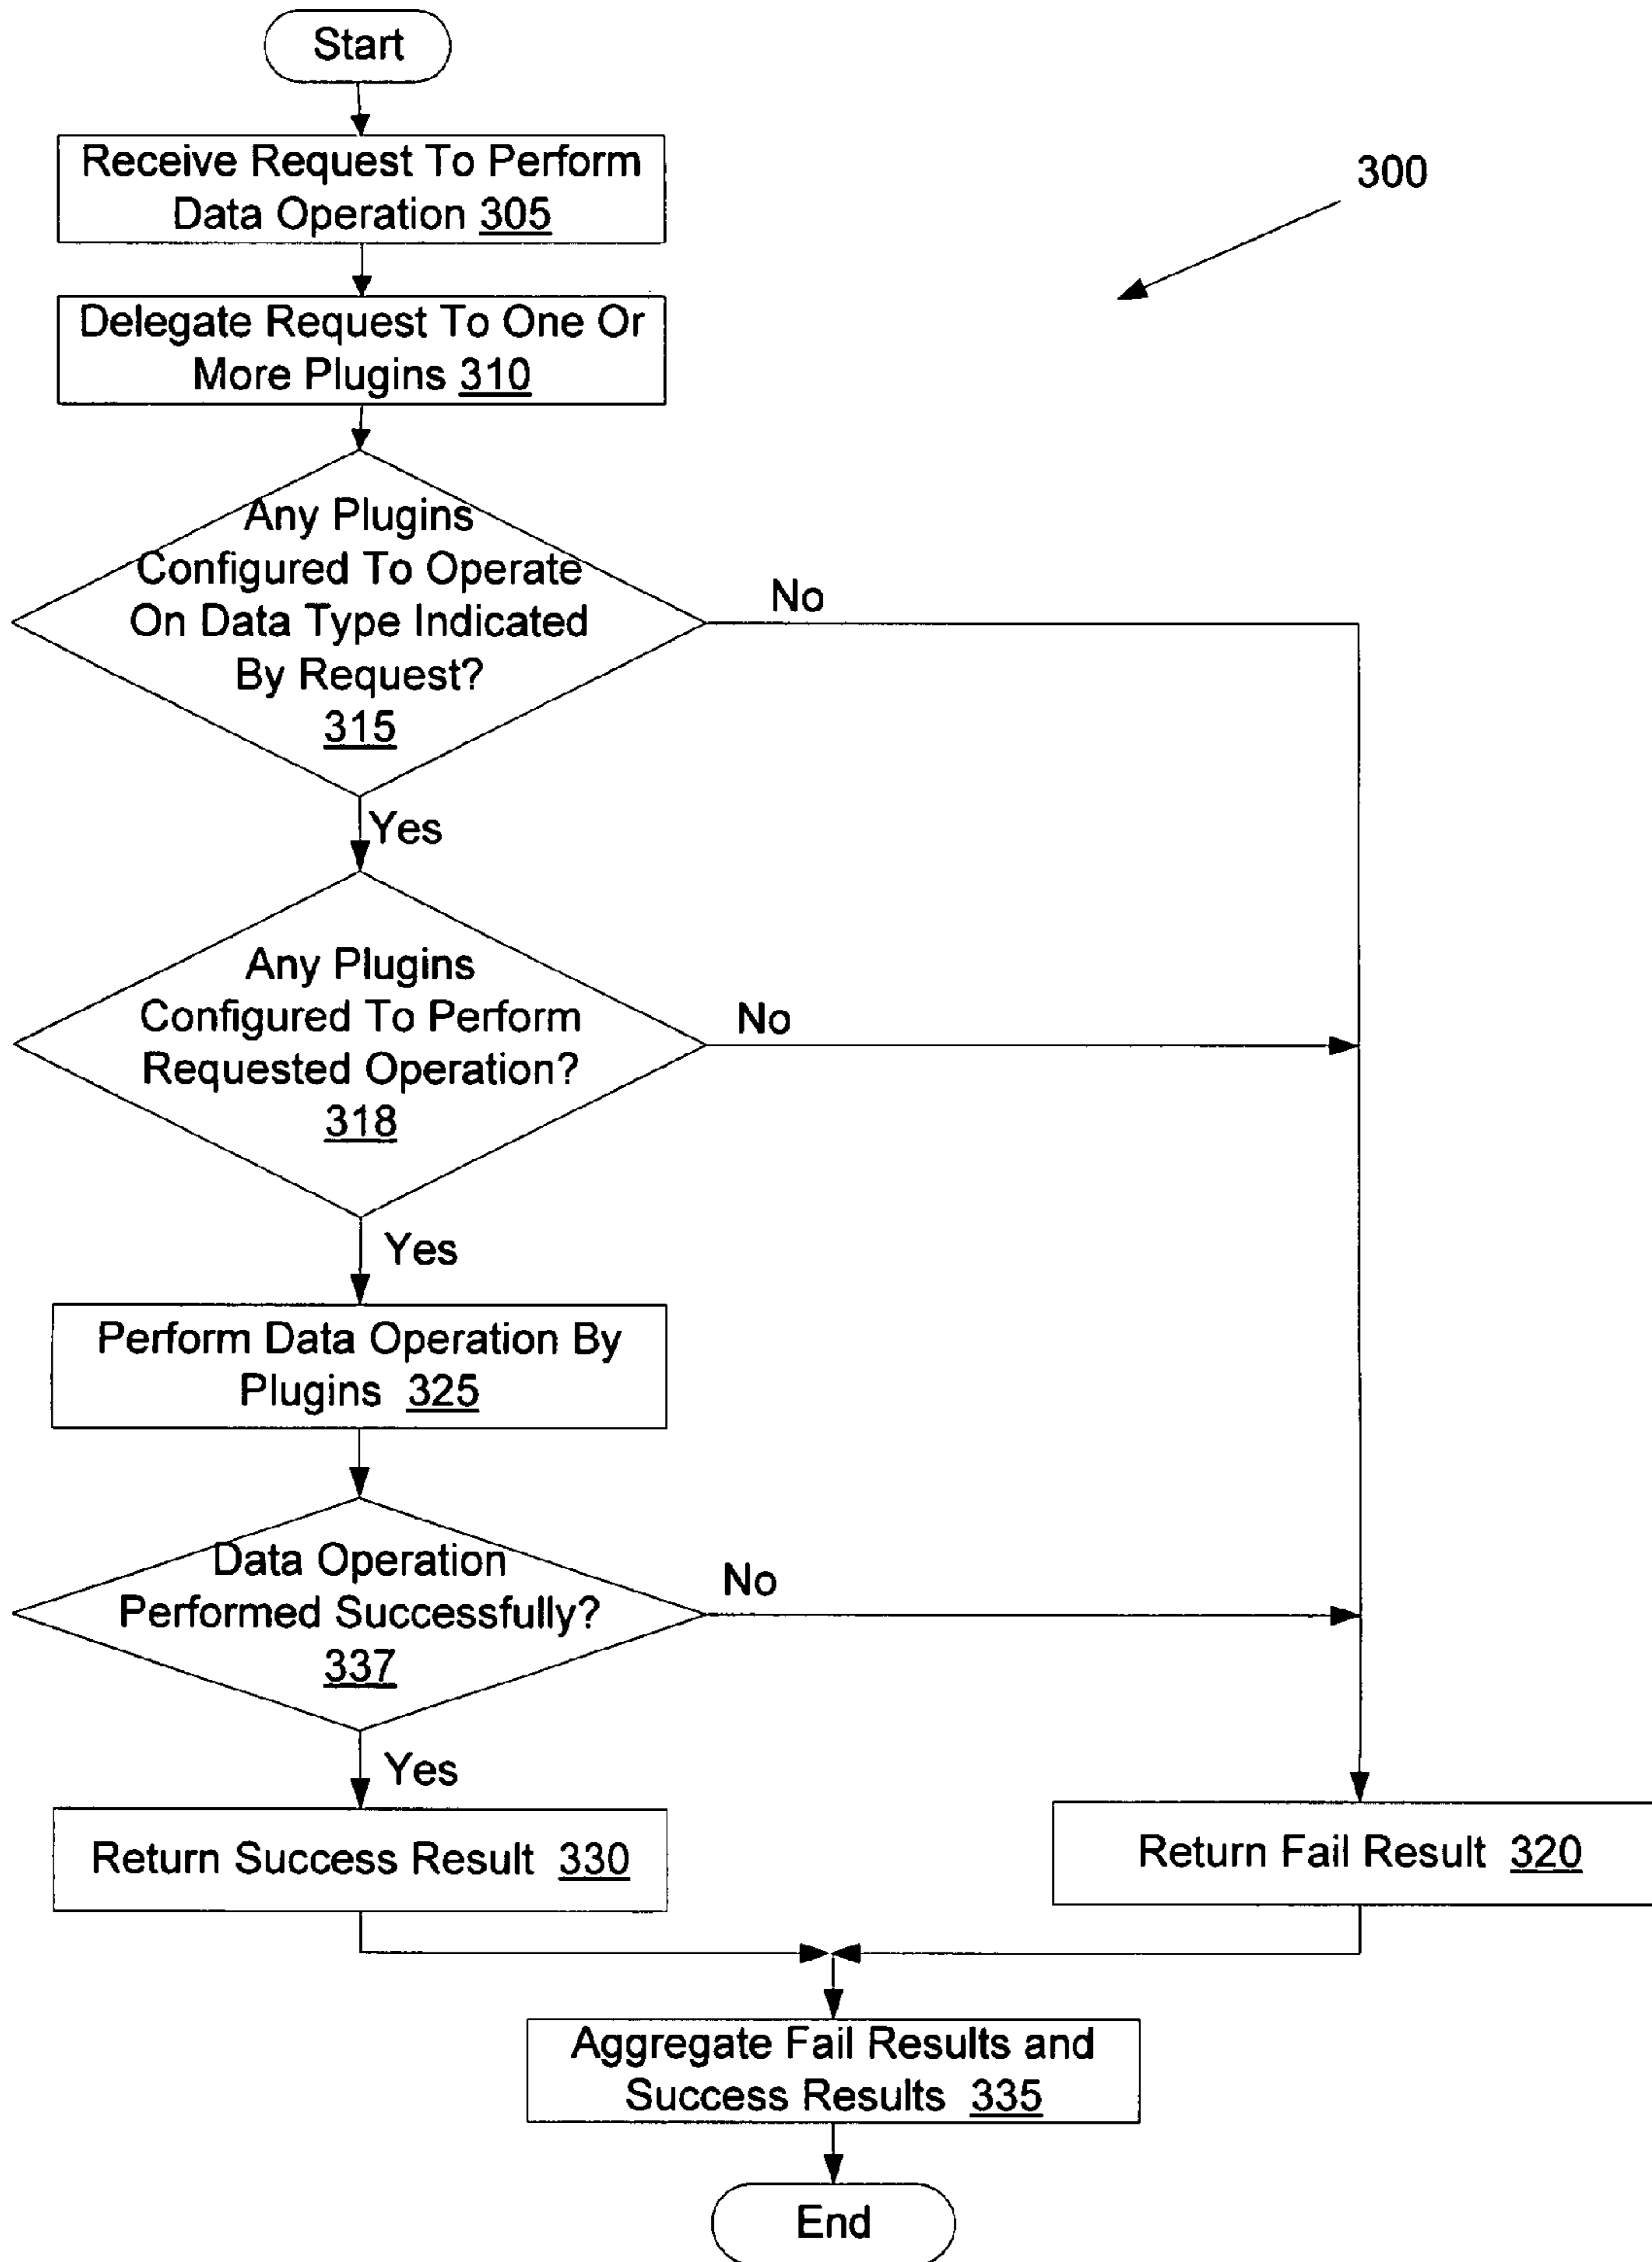 Start
Receive Request To Perform
Data Operation 305
300
Delegate Request To One Or
More Plugins 310
Any Plugins
Configured To Operate
On Data Type Indicated
By Request?
315
No
Yes
Any Plugins
Configured To Perform
Requested Operation?
318
No
Yes
Perform Data Operation By
Plugins 325
Data Operation
Performed Successfully?
337
No
Yes
Return Success Result 330
Return Fail Result 320
Aggregate Fail Results and
Success Results 335
End